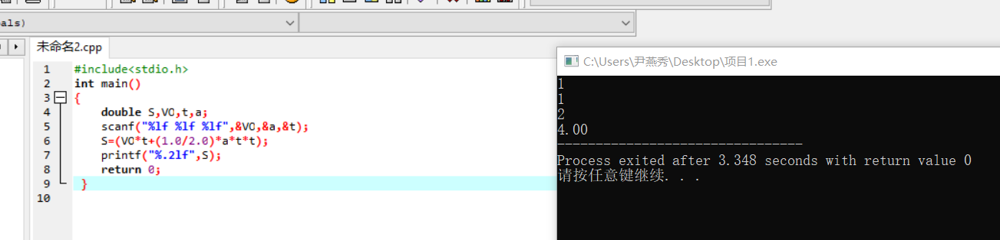 als)
未命名2.cpp
1 #include<stdio.h>
2 int main()
3 {
4 double S,VO,t,a;
5 scanf("%lf %lf %lf",&VO,&a,&t);
6 S=(VO*t+(1.0/2.0)*a*t*t);
7 printf("%.2lf",S);
8 return 0;
9 }
10
C:\Users\尹燕秀\Desktop\项目1.exe
1
1
2
4.00
--------------------------------
Process exited after 3.348 seconds with return value 0
请按任意键继续. . .